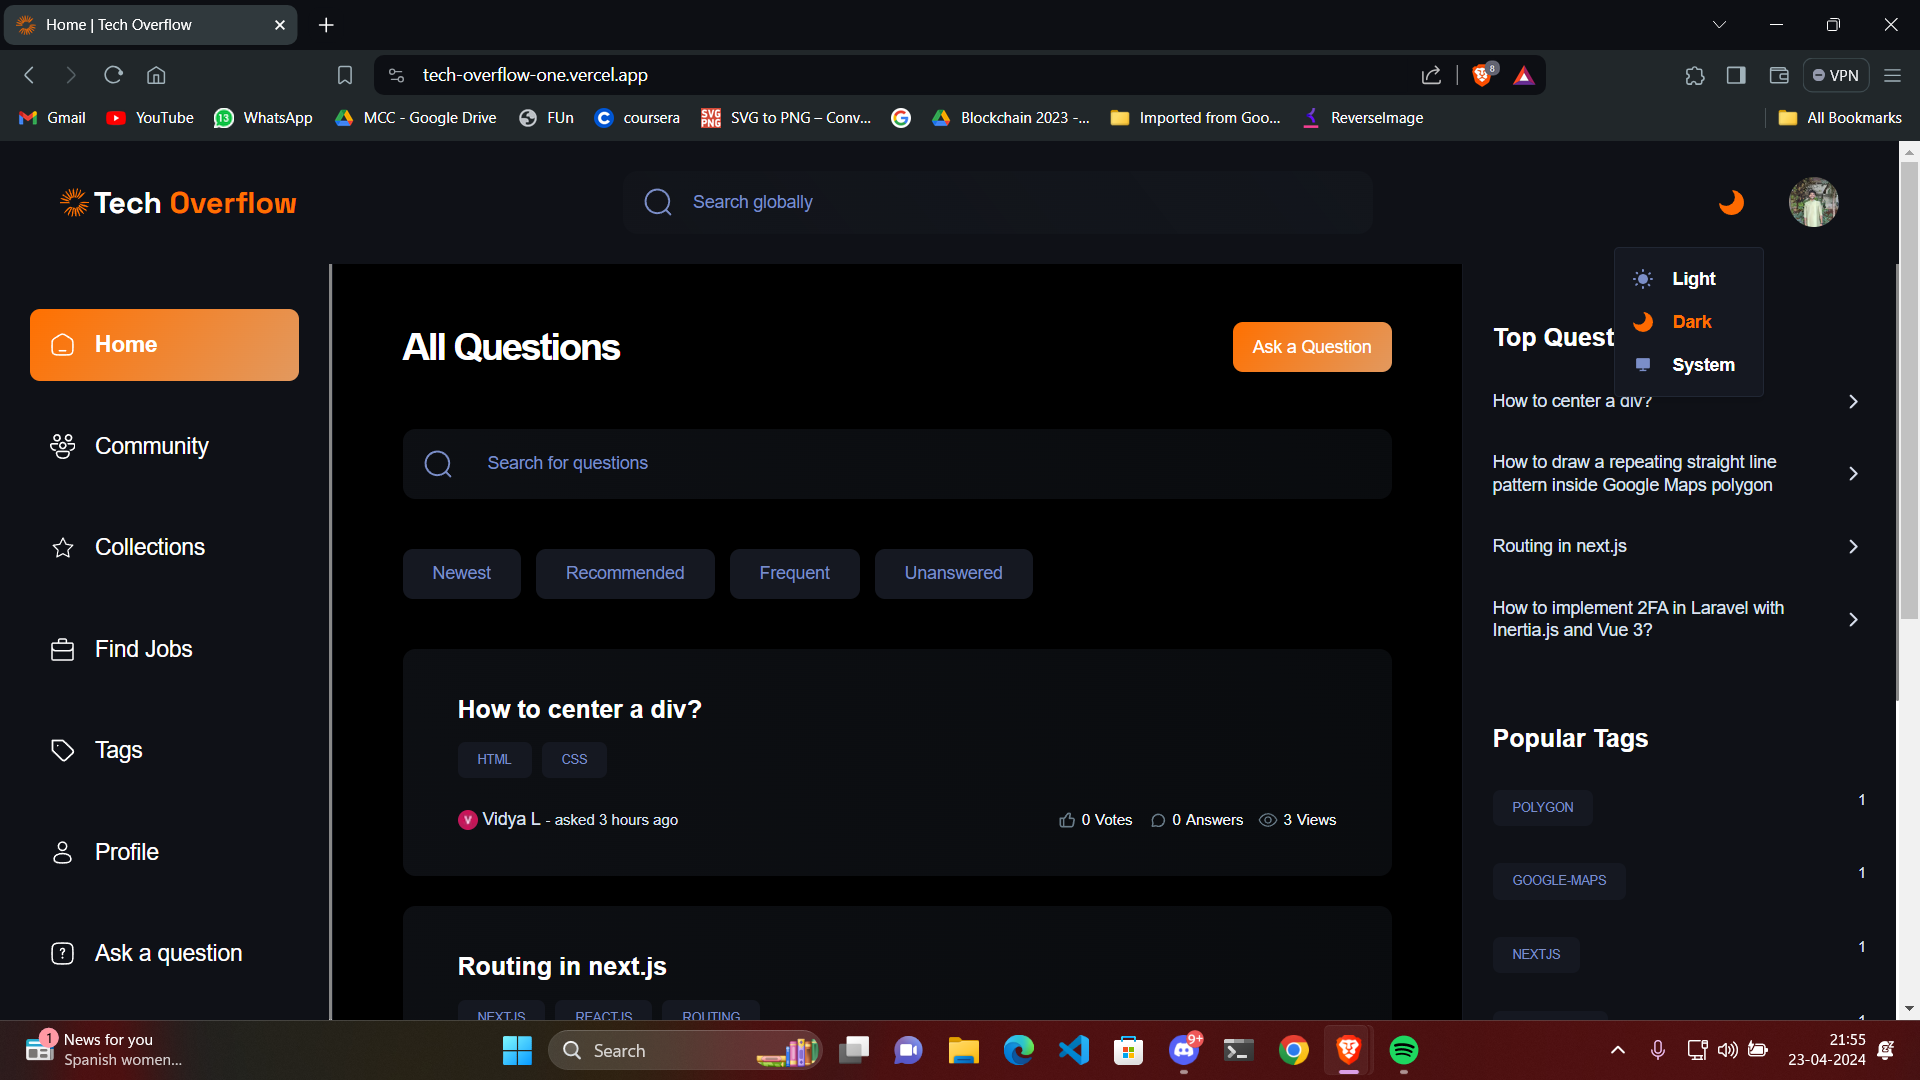 Home | Tech Overflow
tech-overflow-one.vercel.app
8
VPN
Gmail
YouTube
13
WhatsApp
MCC - Google Drive
FUn
coursera
SVG PNG
SVG to PNG – Conv...
Blockchain 2023 -...
Imported from Goo...
ReverseImage
All Bookmarks
Tech Overflow
Search globally
Light
Dark
System
Home
Community
Collections
Find Jobs
Tags
Profile
Ask a question
All Questions
Ask a Question
Search for questions
Newest
Recommended
Frequent
Unanswered
How to center a div?
HTML
CSS
V
Vidya L - asked 3 hours ago
0 Votes
0 Answers
3 Views
Routing in next.js
NEXTJS
REACTJS
ROUTING
Top Quest
How to center a div?
How to draw a repeating straight line
pattern inside Google Maps polygon
Routing in next.js
How to implement 2FA in Laravel with
Inertia.js and Vue 3?
Popular Tags
POLYGON
1
GOOGLE-MAPS
1
NEXTJS
1
1
1
News for you
Spanish women...
Search
9+
21:55
23-04-2024